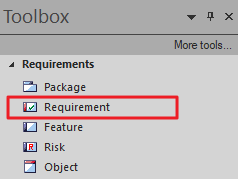 Toolbox
More tools...
Requirements
Package
Requirement
Feature
Risk
Object